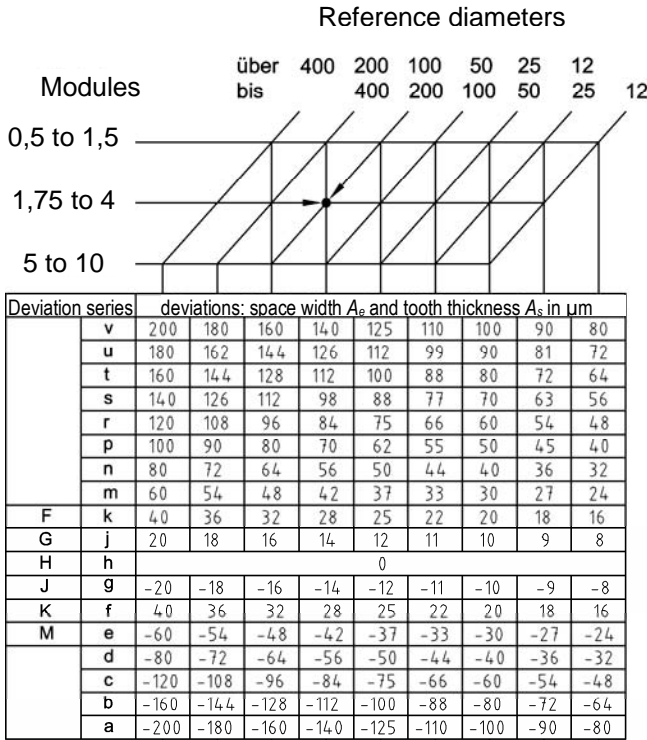 Reference diameters
über 400 200 100 50 25 12
Modules bis 400 200 100 50 25 12
0,5 to 1,5
1,75 to 4
5 to 10
Deviation series deviations: space width Ae and tooth thickness As in µm
v 200 180 160 140 125 110 100 90 80
u 180 162 144 126 112 99 90 81 72
t 160 144 128 112 100 88 80 72 64
s 140 126 112 98 88 77 70 63 56
r 120 108 96 84 75 66 60 54 48
p 100 90 80 70 62 55 50 45 40
n 80 72 64 56 50 44 40 36 32
m 60 54 48 42 37 33 30 27 24
F k 40 36 32 28 25 22 20 18 16
G j 20 18 16 14 12 11 10 9 8
H h 0
J g -20 -18 -16 -14 -12 -11 -10 -9 -8
K f 40 36 32 28 25 22 20 18 16
M e -60 -54 -48 -42 -37 -33 -30 -27 -24
d -80 -72 -64 -56 -50 -44 -40 -36 -32
c -120 -108 -96 -84 -75 -66 -60 -54 -48
b -160 -144 -128 -112 -100 -88 -80 -72 -64
a -200 -180 -160 -140 -125 -110 -100 -90 -80